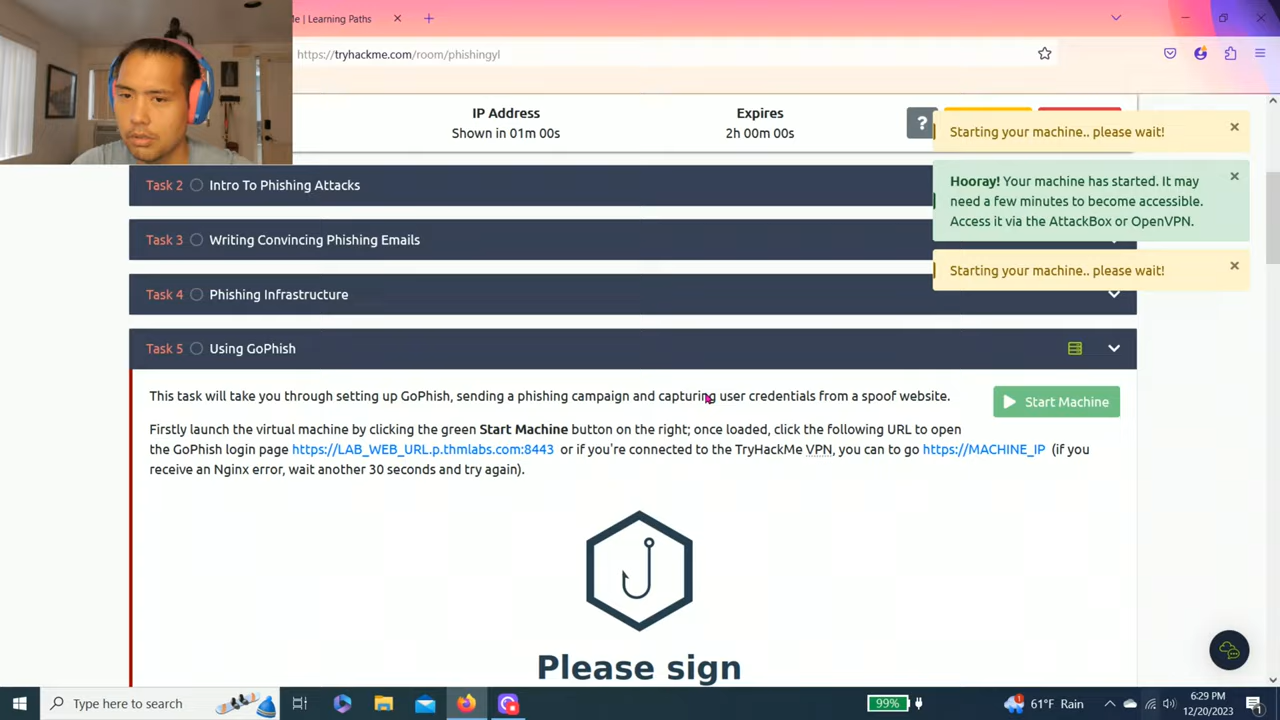 Me | Learning Paths
https://tryhackme.com/room/phishingyl
IP Address
Shown in 01m 00s
Expires
2h 00m 00s
?
Starting your machine.. please wait!
Hooray! Your machine has started. It may
need a few minutes to become accessible.
Access it via the AttackBox or OpenVPN.
Starting your machine.. please wait!
Task 2 Intro To Phishing Attacks
Task 3 Writing Convincing Phishing Emails
Task 4 Phishing Infrastructure
Task 5 Using GoPhish
This task will take you through setting up GoPhish, sending a phishing campaign and capturing user credentials from a spoof website.
Start Machine
Firstly launch the virtual machine by clicking the green Start Machine button on the right; once loaded, click the following URL to open
the GoPhish login page https://LAB_WEB_URL.p.thmlabs.com:8443 or if you're connected to the TryHackMe VPN, you can to go https://MACHINE_IP (if you
receive an Nginx error, wait another 30 seconds and try again).
Please sign
Type here to search
99%
61°F Rain
6:29 PM
12/20/2023
1